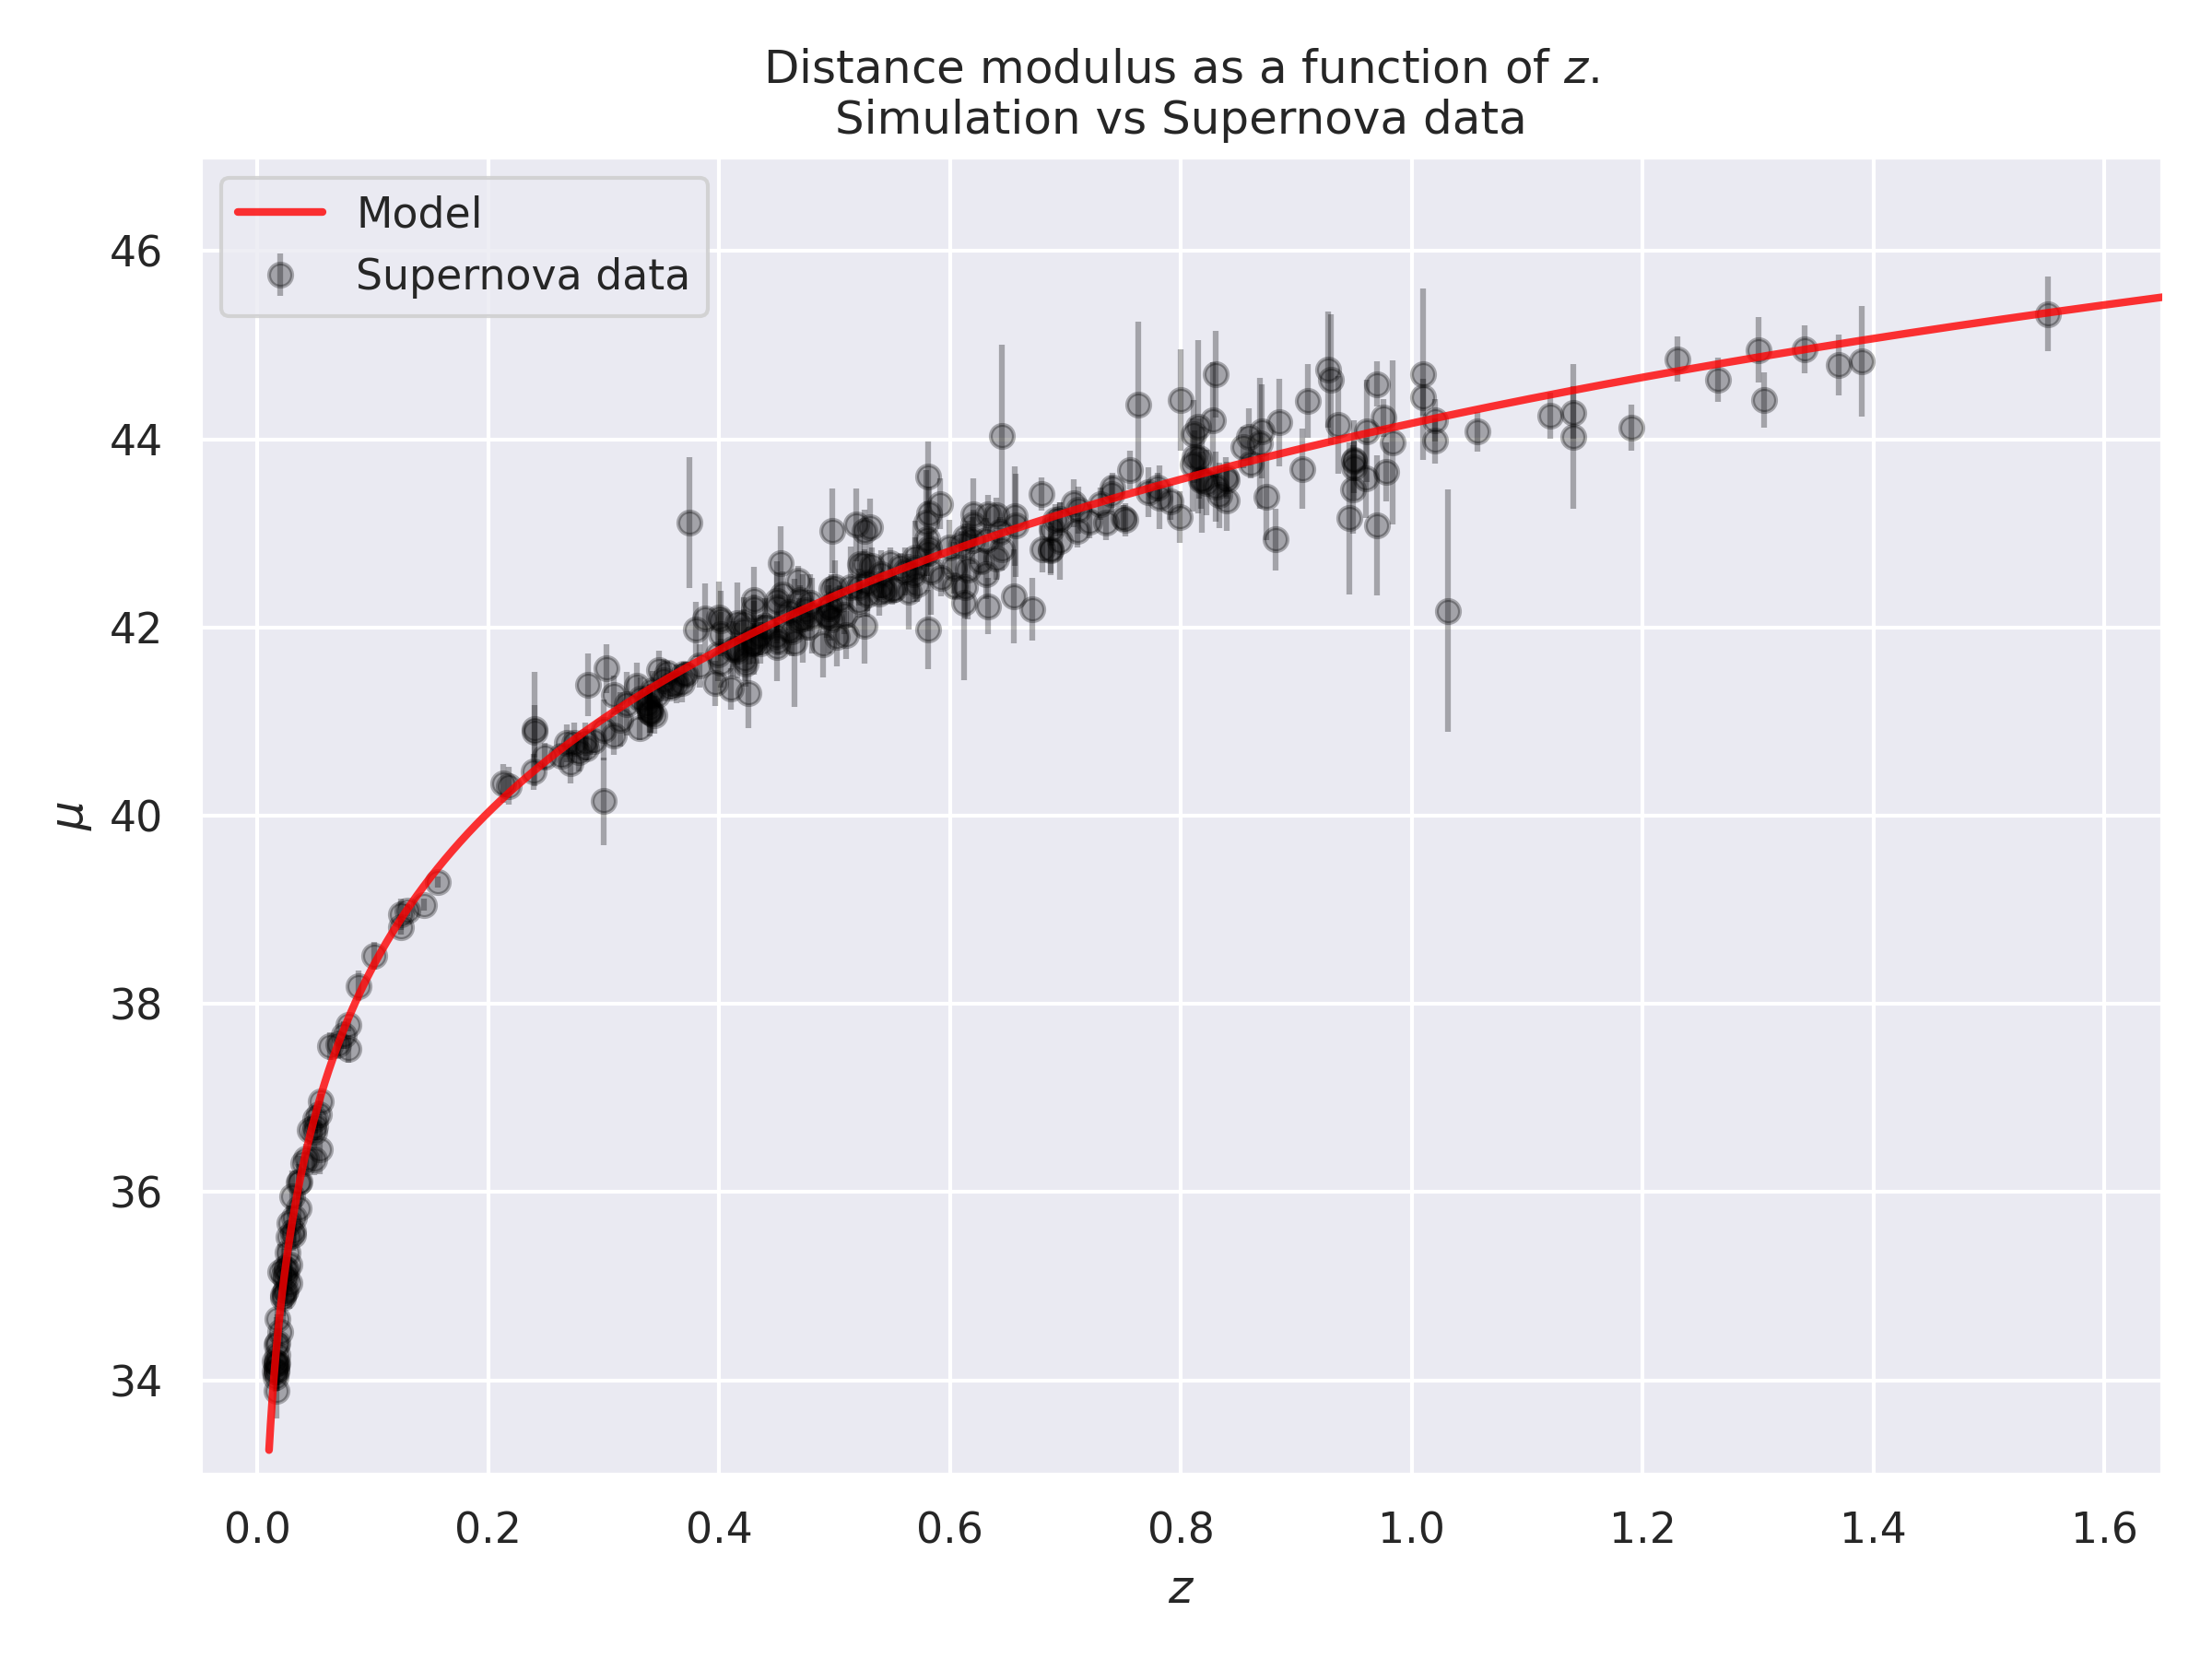 Distance modulus as a function of z.
Simulation vs Supernova data
Model
Supernova data
46
44
42
40
38
36
34
μ
0.0 0.2 0.4 0.6 0.8 1.0 1.2 1.4 1.6
z